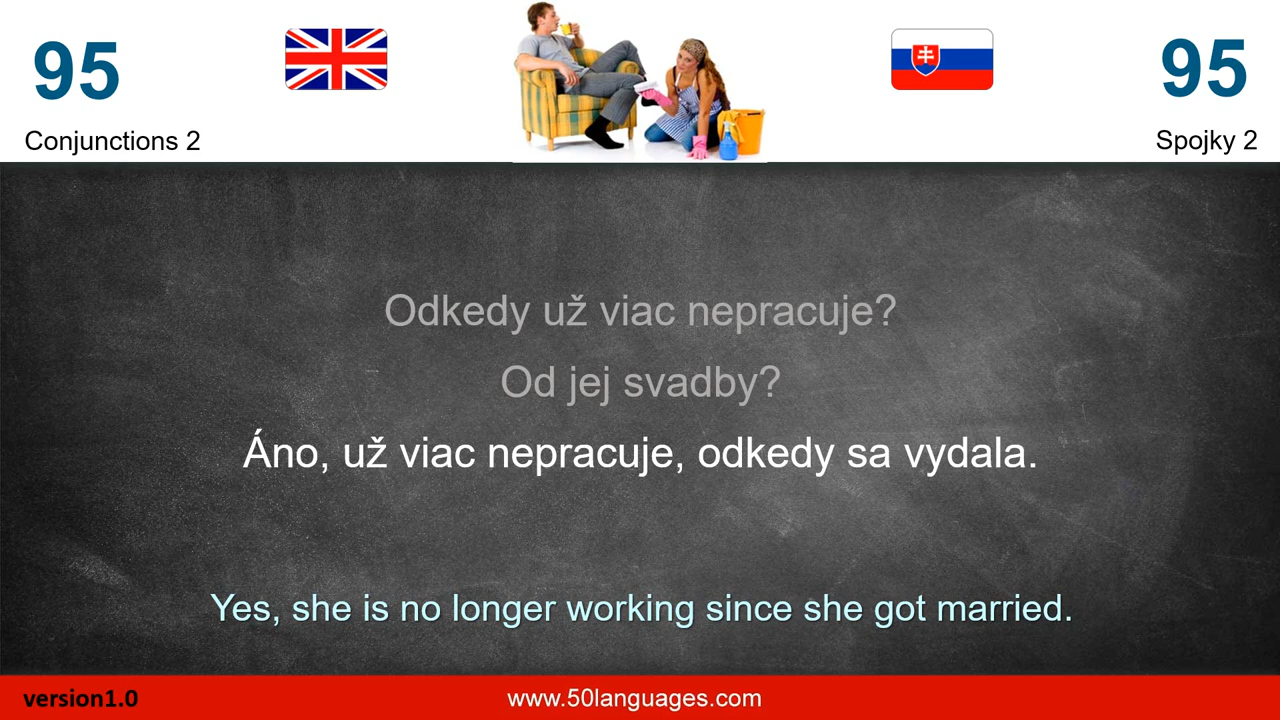 95
95
Conjunctions 2
Spojky 2
Odkedy už viac nepracuje?
Od jej svadby?
Áno, už viac nepracuje, odkedy sa vydala.
Yes, she is no longer working since she got married.
version1.0
www.50languages.com